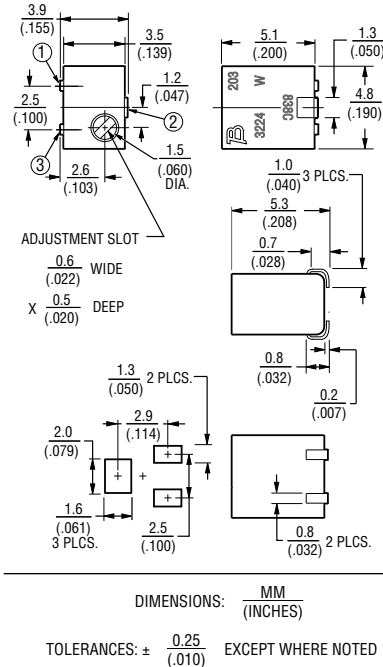 3.9
(.155)
3.5
(.139)
5.1
(.200)
1.3
(.050)
1
1.2
(.047)
203
W
838C
3224
B
4.8
(.190)
2.5
(.100)
2
3
1.5
(.060)
DIA.
2.6
(.103)
1.0
(.040) 3 PLCS.
5.3
(.208)
ADJUSTMENT SLOT
0.6
(.022) WIDE
X 0.5
(.020) DEEP
0.7
(.028)
0.8
(.032)
1.3
(.050) 2 PLCS.
0.2
(.007)
2.9
(.114)
2.0
(.079)
1.6
(.061)
3 PLCS.
2.5
(.100)
0.8
(.032) 2 PLCS.
DIMENSIONS: MM
(INCHES)
TOLERANCES: ± 0.25
(.010) EXCEPT WHERE NOTED